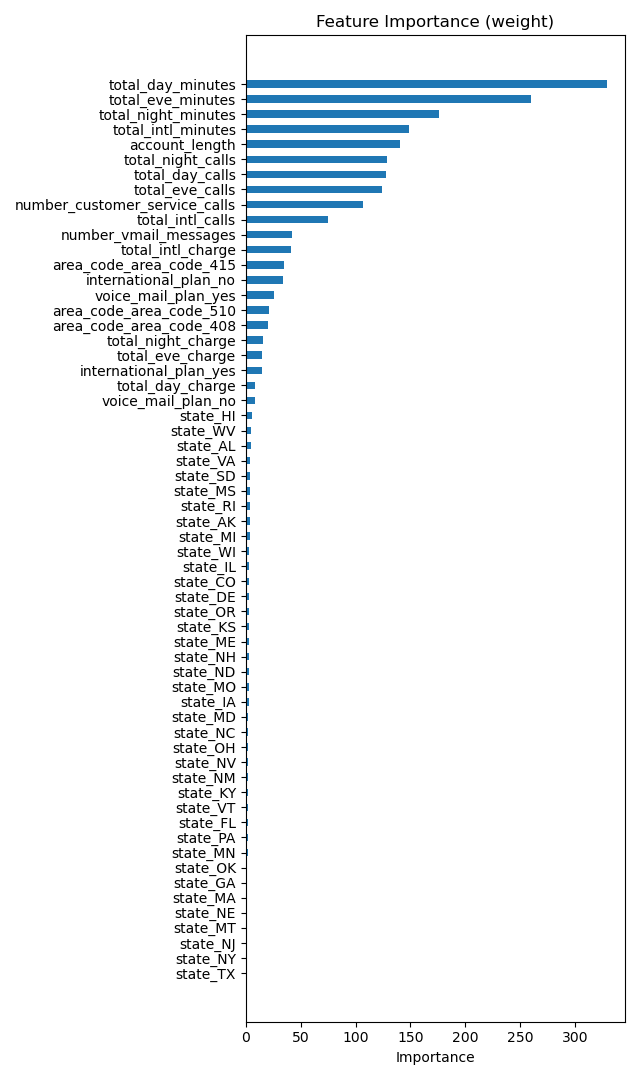 Feature Importance (weight)
total_day_minutes
total_eve_minutes
total_night_minutes
total_intl_minutes
account_length
total_night_calls
total_day_calls
total_eve_calls
number_customer_service_calls
total_intl_calls
number_vmail_messages
total_intl_charge
area_code_area_code_415
international_plan_no
voice_mail_plan_yes
area_code_area_code_510
area_code_area_code_408
total_night_charge
total_eve_charge
international_plan_yes
total_day_charge
voice_mail_plan_no
state_HI
state_WV
state_AL
state_VA
state_SD
state_MS
state_RI
state_AK
state_MI
state_WI
state_IL
state_CO
state_DE
state_OR
state_KS
state_ME
state_NH
state_ND
state_MO
state_IA
state_MD
state_NC
state_OH
state_NV
state_NM
state_KY
state_VT
state_FL
state_PA
state_MN
state_OK
state_GA
state_MA
state_NE
state_MT
state_NJ
state_NY
state_TX
0 50 100 150 200 250 300
Importance